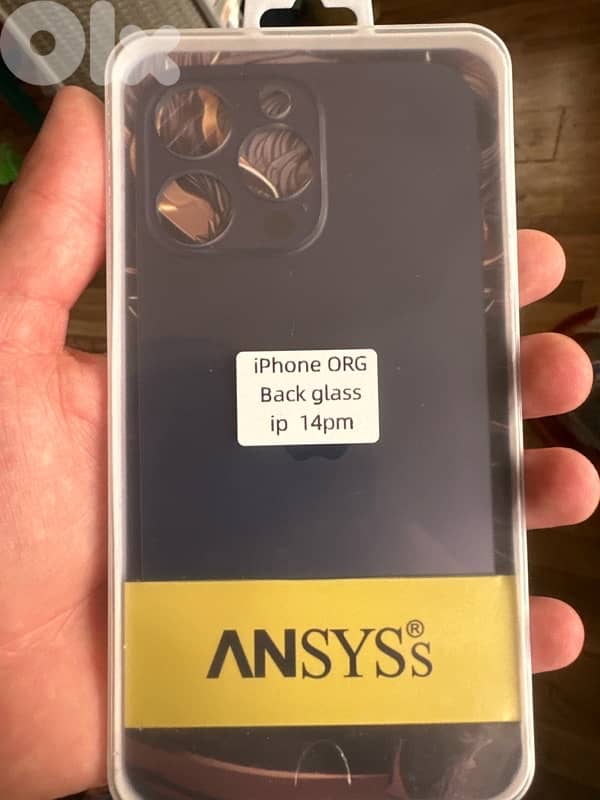 olx
iPhone ORG
Back glass
ip 14pm
ANSYSs®